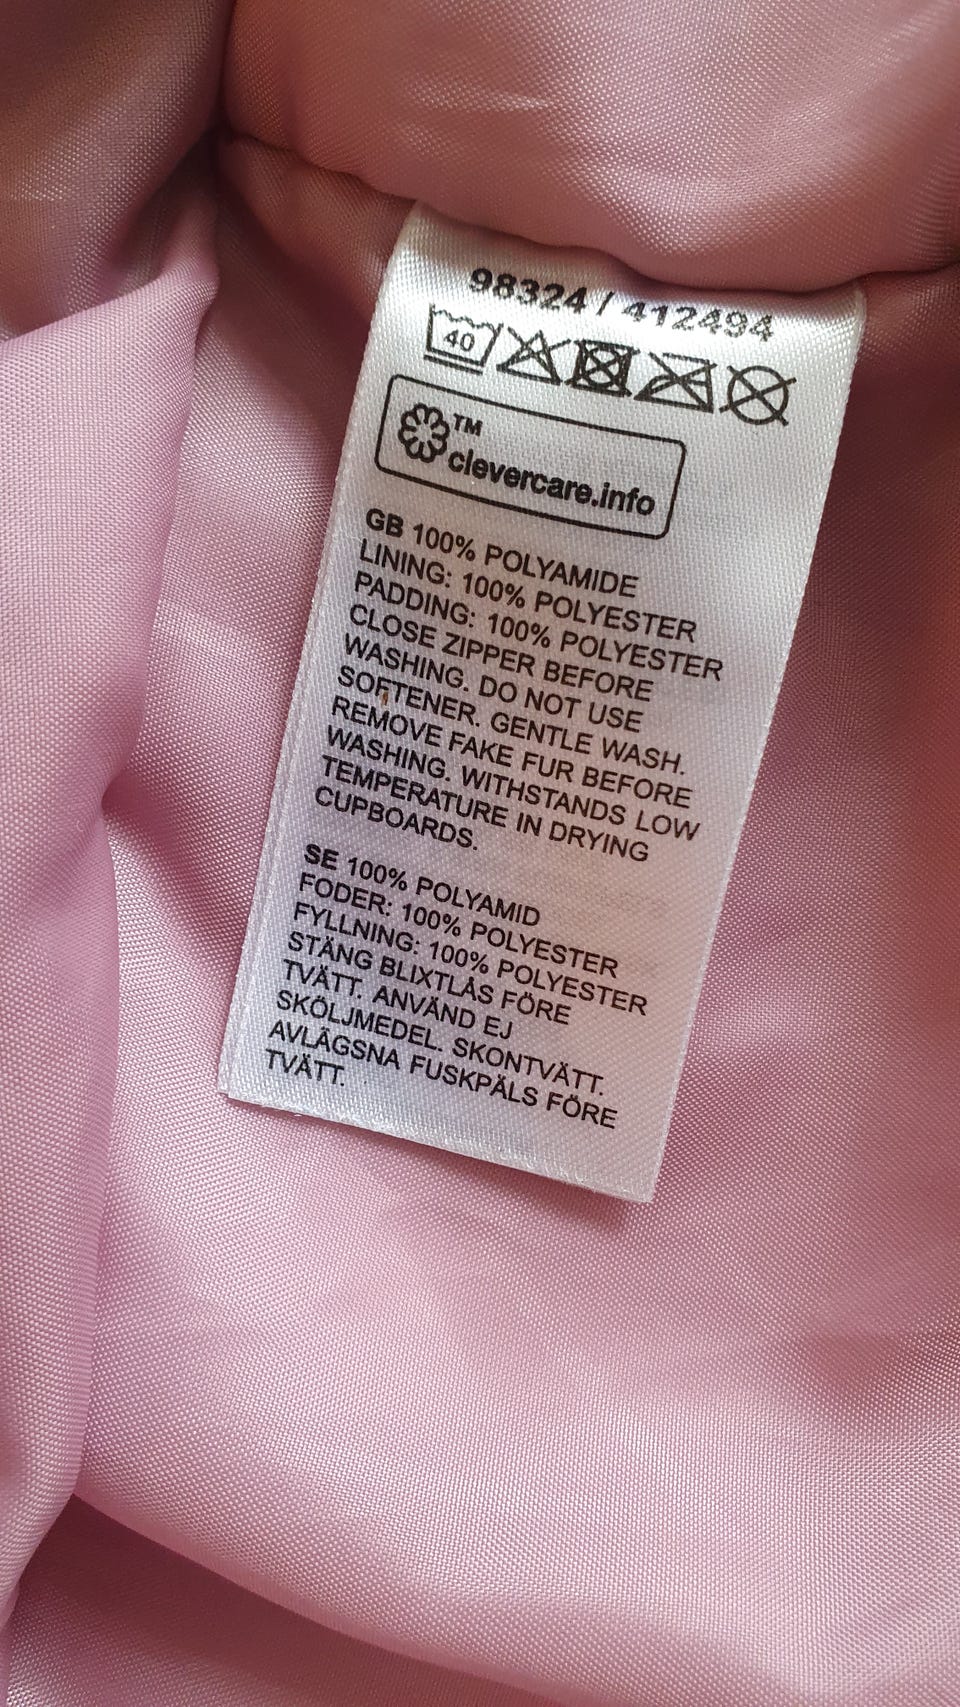 98324 / 412494
40
TM
clevercare.info
GB 100% POLYAMIDE
LINING: 100% POLYESTER
PADDING: 100% POLYESTER
CLOSE ZIPPER BEFORE
WASHING. DO NOT USE
SOFTENER. GENTLE WASH.
REMOVE FAKE FUR BEFORE
WASHING. WITHSTANDS LOW
TEMPERATURE IN DRYING
CUPBOARDS.
SE 100% POLYAMID
FODER: 100% POLYESTER
FYLLNING: 100% POLYESTER
STÄNG BLIXTLÅS FÖRE
TVÄTT. ANVÄND EJ
SKÖLJMEDEL. SKONTVÄTT.
AVLÄGSNA FUSKPÄLS FÖRE
TVÄTT.